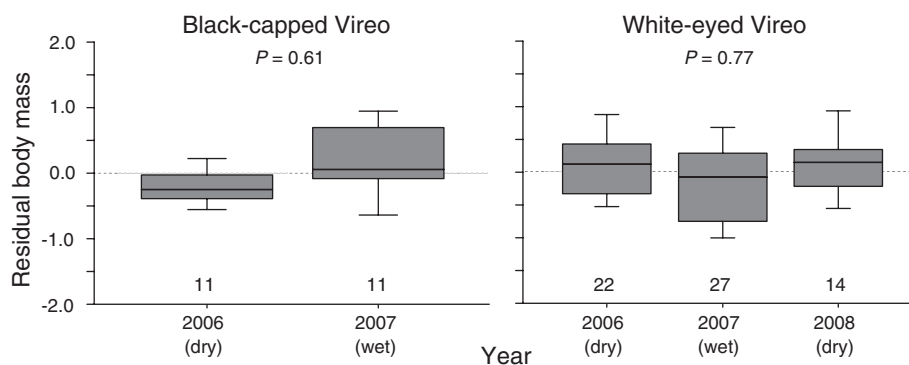 Black-capped Vireo
P = 0.61
Residual body mass
2.0
1.0
0.0
-1.0
-2.0
11
11
2006
(dry)
2007
(wet)
White-eyed Vireo
P = 0.77
22
27
14
2006
(dry)
2007
(wet)
2008
(dry)
Year